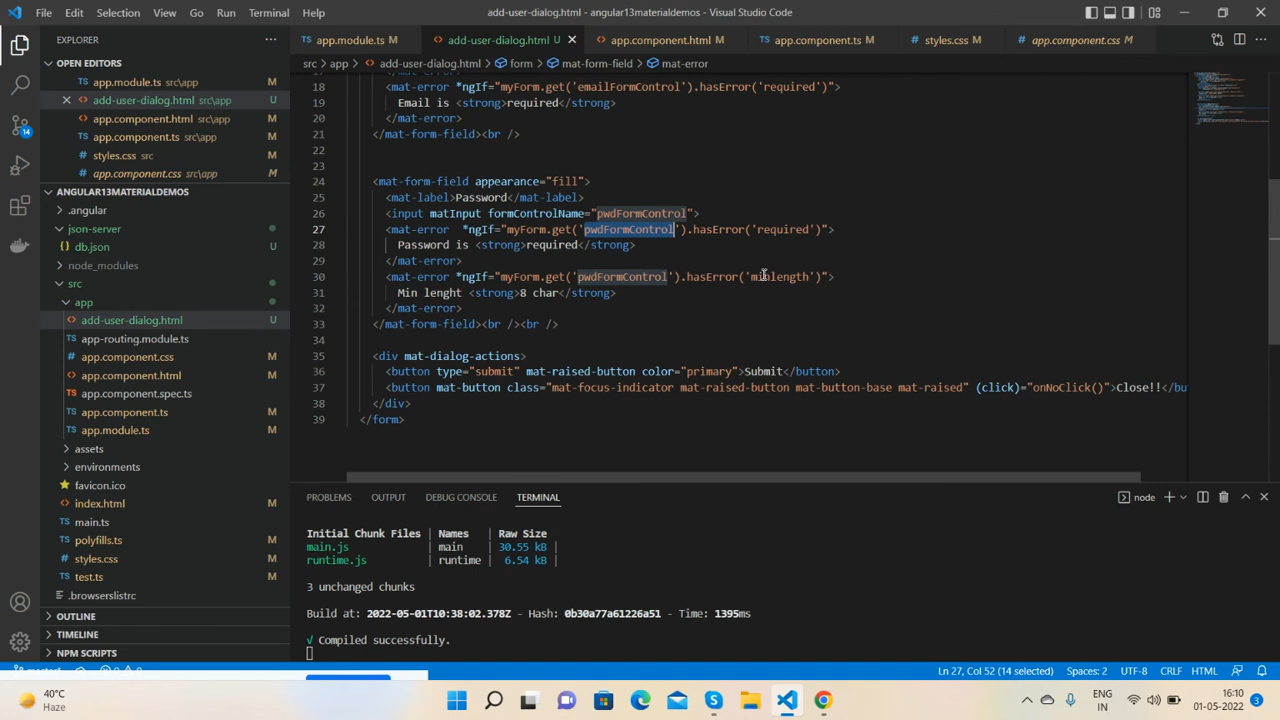 File Edit Selection View Go Run Terminal Help
add-user-dialog.html - angular13materialdemos - Visual Studio Code
EXPLORER
app.module.ts M
add-user-dialog.html U
app.component.html M
app.component.ts M
styles.css M
app.component.css M
src > app > add-user-dialog.html > form > mat-form-field > mat-error
OPEN EDITORS
app.module.ts src\app M
add-user-dialog.html src\app U
app.component.html src\app M
app.component.ts src\app M
styles.css src M
app.component.css src\app M
ANGULAR13MATERIALDEMOS
.angular
json-server
db.json U
node_modules
src
app
add-user-dialog.html U
app-routing.module.ts
app.component.css M
app.component.html M
app.component.spec.ts
app.component.ts M
app.module.ts M
assets
environments
favicon.ico
index.html M
main.ts
polyfills.ts M
styles.css M
test.ts
.browserslistrc
OUTLINE
TIMELINE
NPM SCRIPTS
14
18 <mat-error *ngIf="myForm.get('emailFormControl').hasError('required')">
19 Email is <strong>required</strong>
20 </mat-error>
21 </mat-form-field><br />
22
23
24 <mat-form-field appearance="fill">
25 <mat-label>Password</mat-label>
26 <input matInput formControlName="pwdFormControl">
27 <mat-error *ngIf="myForm.get('pwdFormControl').hasError('required')">
28 Password is <strong>required</strong>
29 </mat-error>
30 <mat-error *ngIf="myForm.get('pwdFormControl').hasError('minlength')">
31 Min lenght <strong>8 char</strong>
32 </mat-error>
33 </mat-form-field><br /><br />
34
35 <div mat-dialog-actions>
36 <button type="submit" mat-raised-button color="primary">Submit</button>
37 <button mat-button class="mat-focus-indicator mat-raised-button mat-button-base mat-raised" (click)="onNoClick()">Close!!</bu
38 </div>
39 </form>
PROBLEMS OUTPUT DEBUG CONSOLE TERMINAL
node
Initial Chunk Files | Names | Raw Size
main.js | main | 30.55 kB |
runtime.js | runtime | 6.54 kB |
3 unchanged chunks
Build at: 2022-05-01T10:38:02.378Z - Hash: 0b30a77a61226a51 - Time: 1395ms
√ Compiled successfully.
Ln 27, Col 52 (14 selected) Spaces: 2 UTF-8 CRLF HTML
40°C
Haze
ENG
IN
16:10
01-05-2022
3